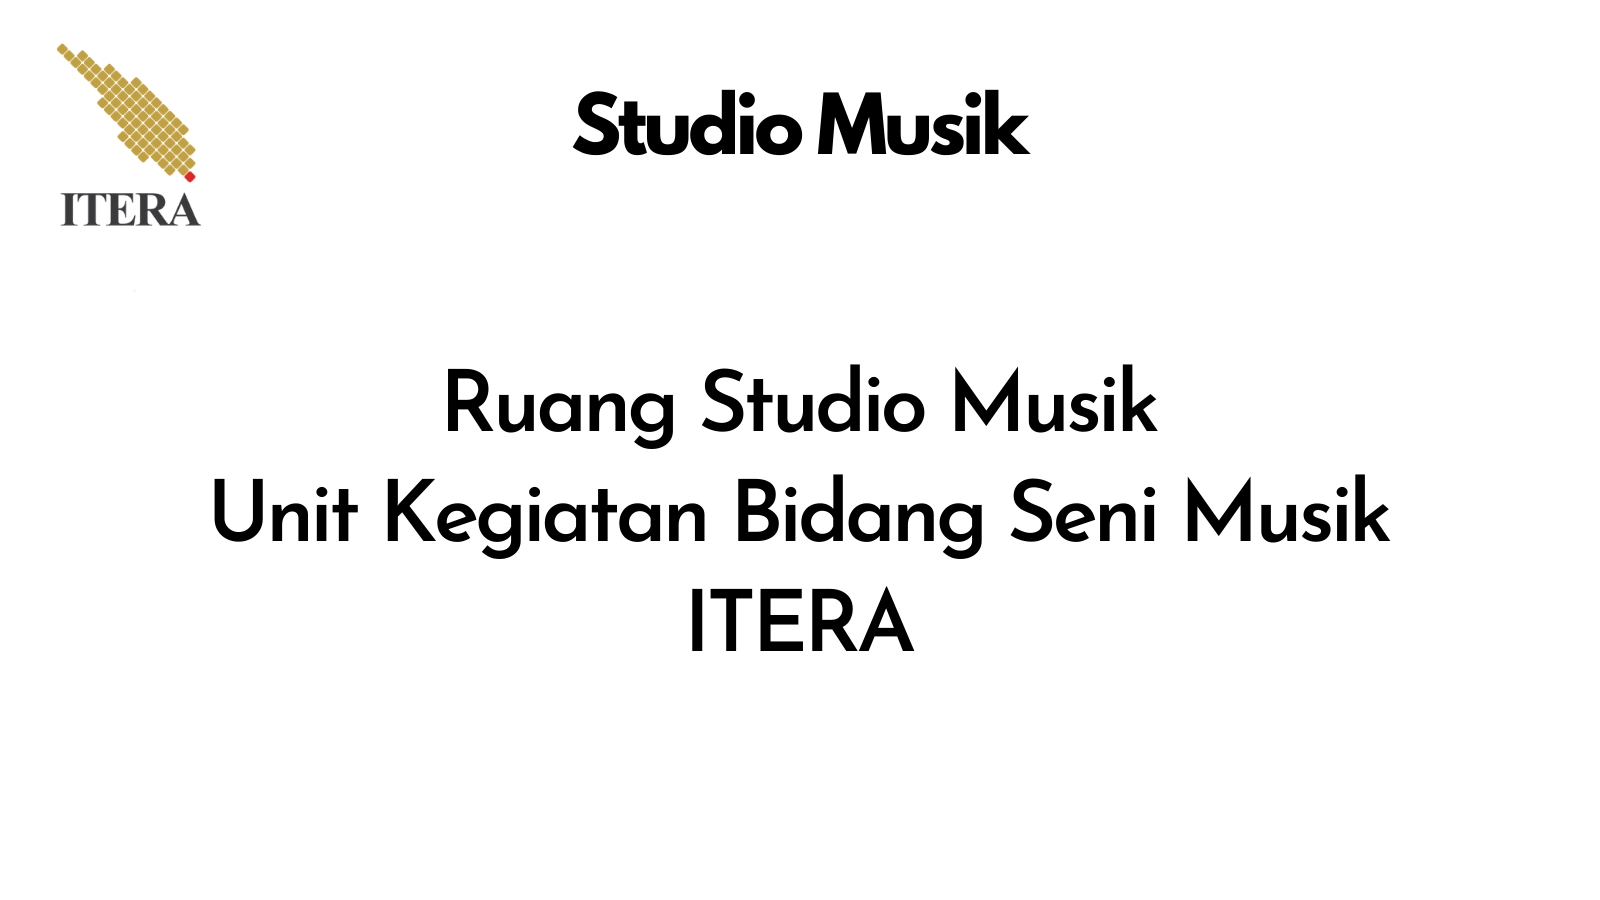 ITERA
Studio Musik
Ruang Studio Musik
Unit Kegiatan Bidang Seni Musik
ITERA